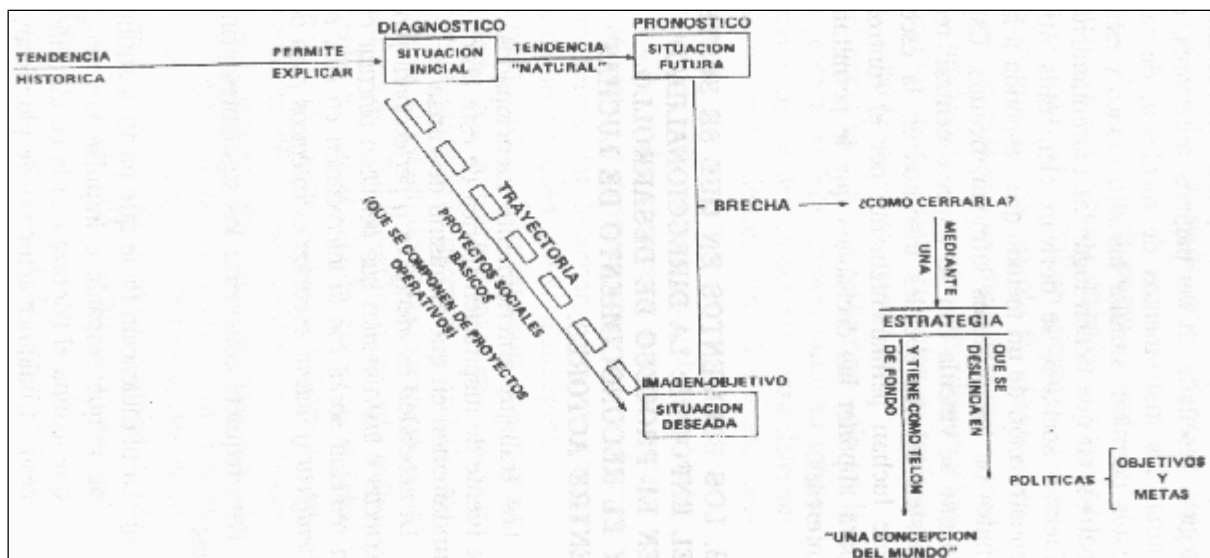 DIAGNOSTICO
PRONOSTICO
TENDENCIA
HISTORICA
PERMITE
EXPLICAR
SITUACION
INICIAL
TENDENCIA
"NATURAL"
SITUACION
FUTURA
TRAYECTORIA
PROYECTOS SOCIALES
BASICOS
(QUE SE COMPONEN DE PROYECTOS
OPERATIVOS)
BRECHA
¿COMO CERRARLA?
MEDIANTE
UNA
ESTRATEGIA
IMAGEN-OBJETIVO
SITUACION
DESEADA
Y TIENE COMO TELON
DE FONDO
QUE SE
DESLINDA EN
POLITICAS
OBJETIVOS
Y
METAS
"UNA CONCEPCION
DEL MUNDO"